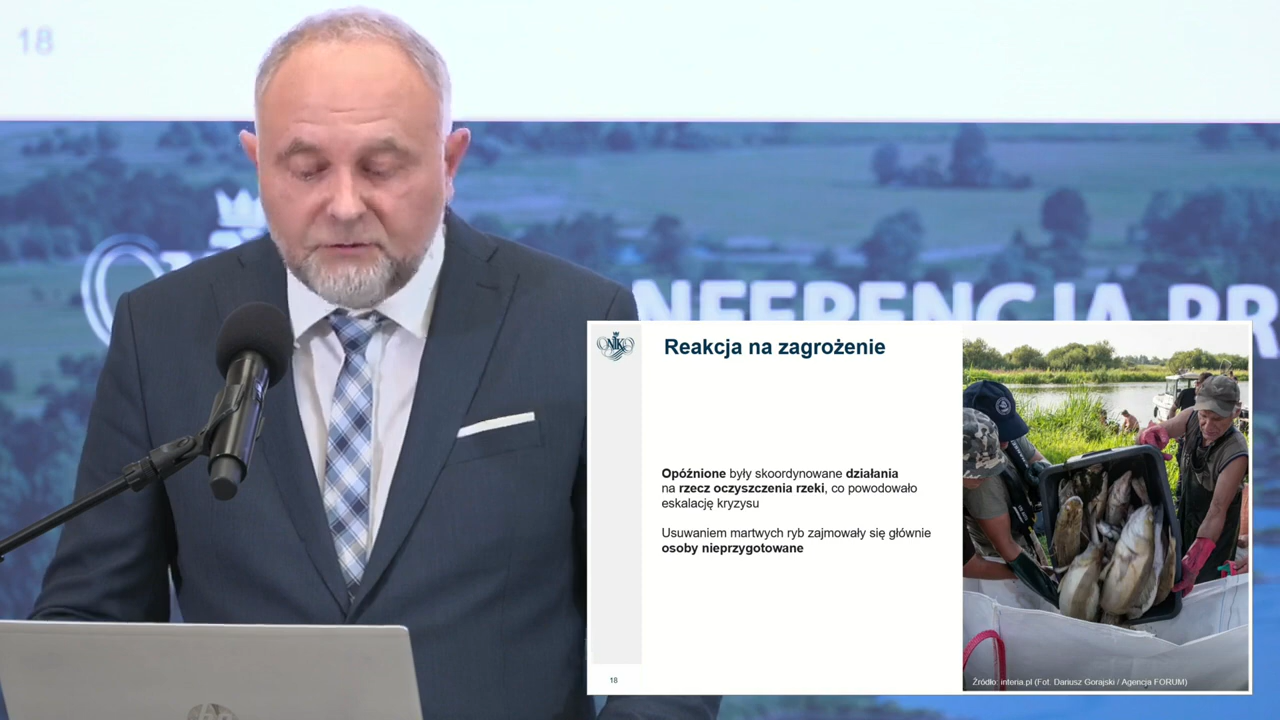 18
NFERENCJA PR
NIK
Reakcja na zagrożenie
Opóźnione były skoordynowane działania
na rzecz oczyszczenia rzeki, co powodowało
eskalację kryzysu
Usuwaniem martwych ryb zajmowały się głównie
osoby nieprzygotowane
18
Źródło: interia.pl (Fot. Dariusz Gorajski / Agencja FORUM)